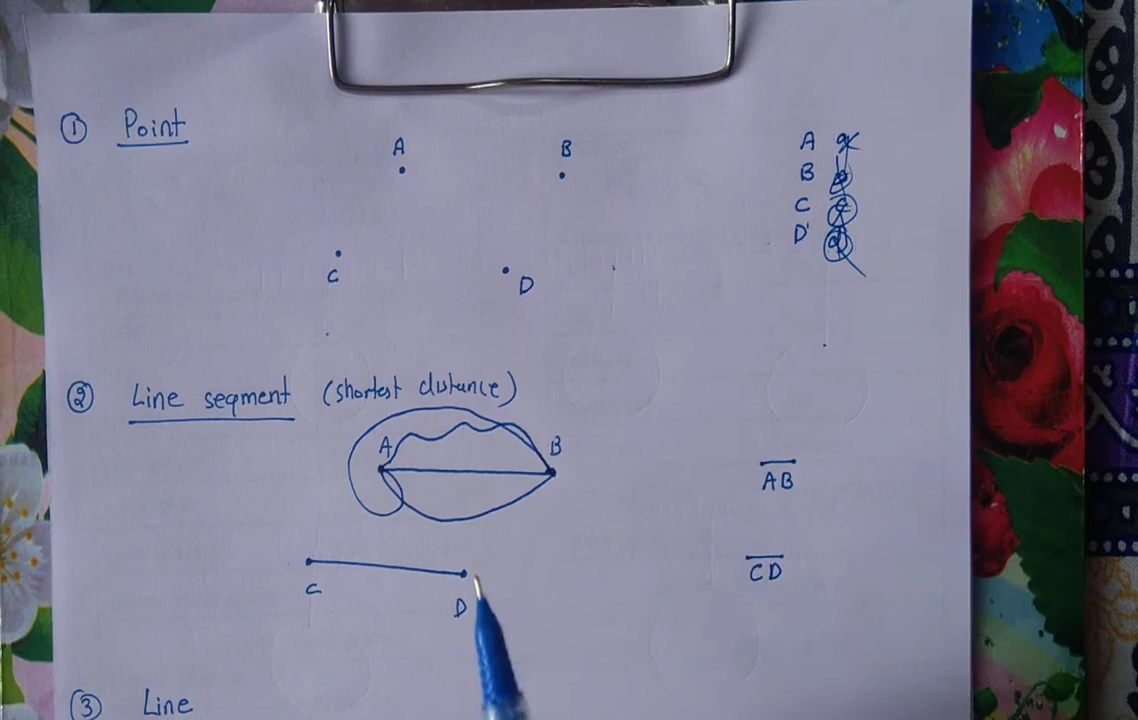 ① Point
A B
C D
A
B
C
D
② Line segment (shortest distance)
A B
AB
C D
CD
③ Line